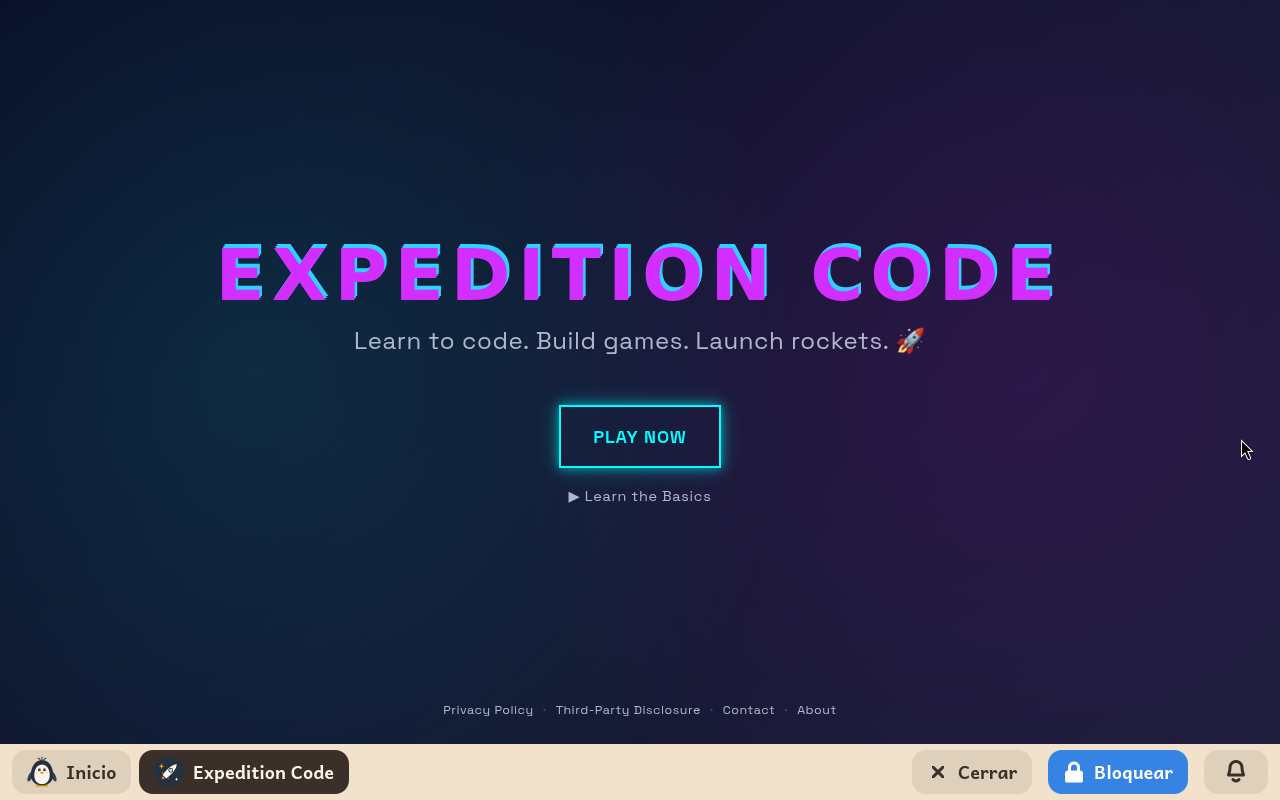 EXPEDITION CODE
Learn to code. Build games. Launch rockets. 🚀
PLAY NOW
▶ Learn the Basics
Privacy Policy · Third-Party Disclosure · Contact · About
Inicio Expedition Code Cerrar Bloquear